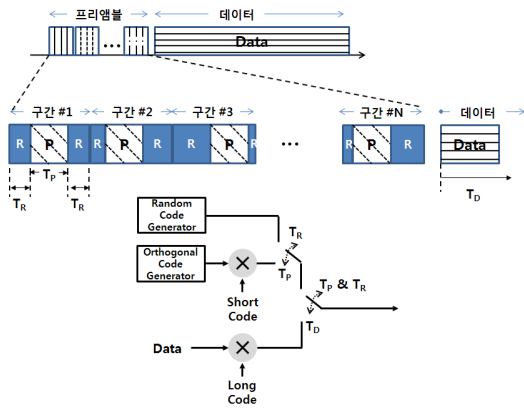 프리앰블 데이터
Data
구간 #1 구간 #2 구간 #3 구간 #N 데이터
R P R R P R R P R R P R Data
T_P
T_R T_R T_D
Random
Code
Generator
T_R
Orthogonal
Code
Generator
T_P
T_P & T_R
Short
Code
T_D
Data
Long
Code